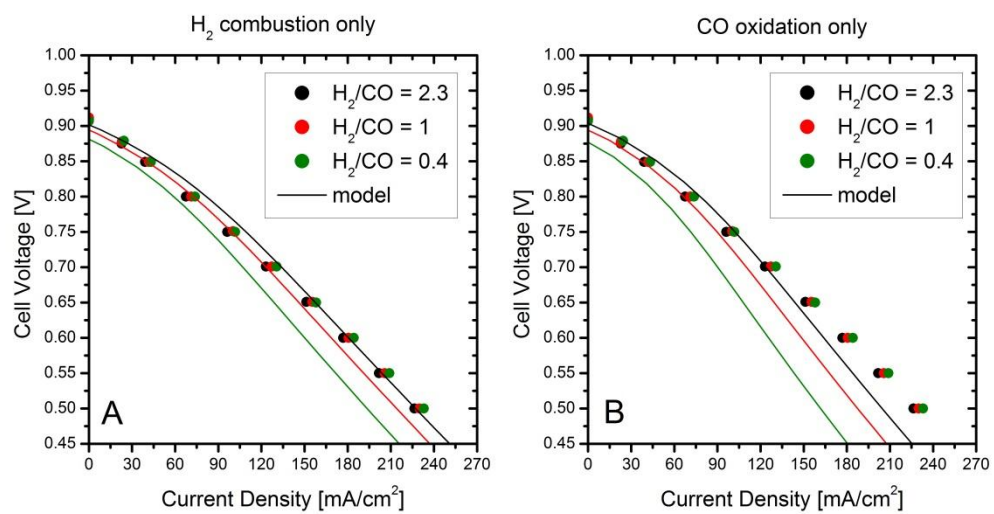 H₂ combustion only
1.00
0.95
0.90
0.85
0.80
0.75
0.70
0.65
0.60
0.55
0.50
0.45
Cell Voltage [V]
H₂/CO = 2.3
H₂/CO = 1
H₂/CO = 0.4
model
A
0 30 60 90 120 150 180 210 240 270
Current Density [mA/cm²]
CO oxidation only
1.00
0.95
0.90
0.85
0.80
0.75
0.70
0.65
0.60
0.55
0.50
0.45
Cell Voltage [V]
H₂/CO = 2.3
H₂/CO = 1
H₂/CO = 0.4
model
B
0 30 60 90 120 150 180 210 240 270
Current Density [mA/cm²]